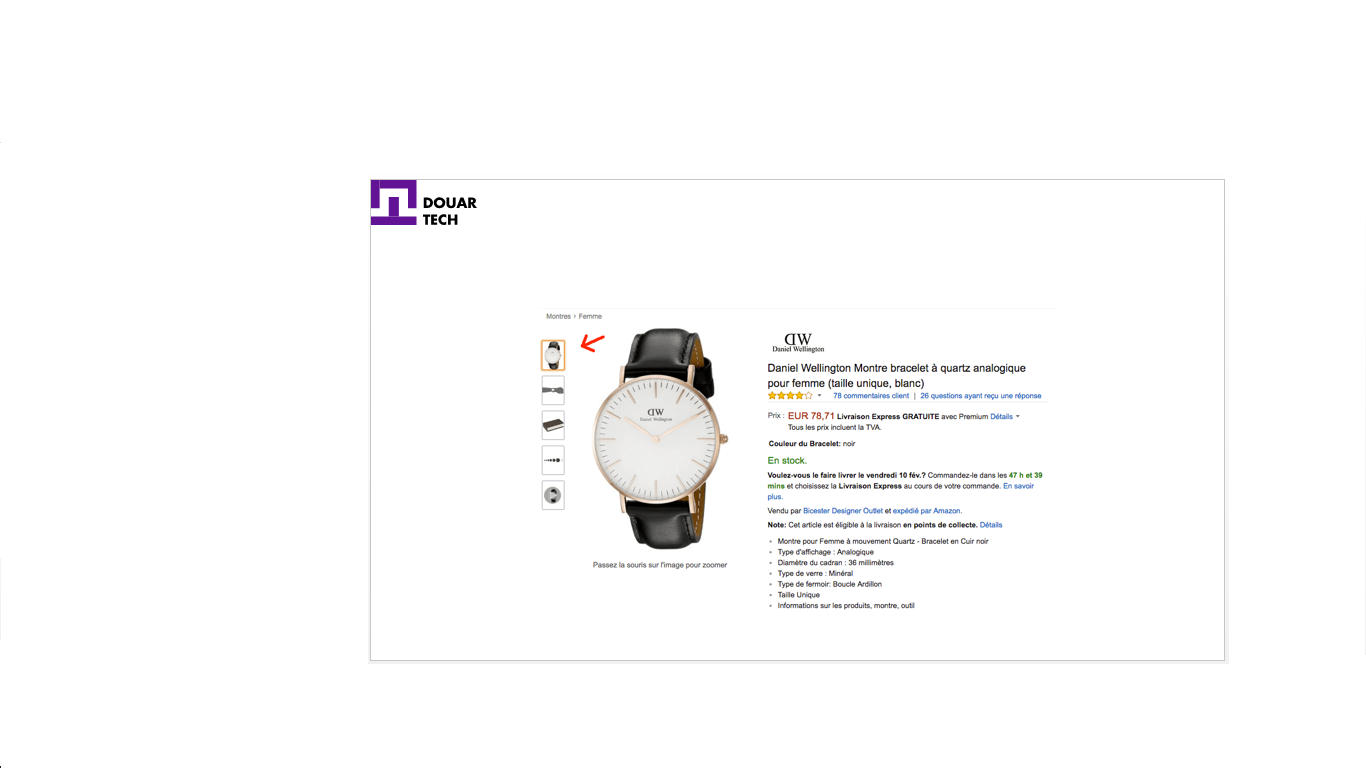 DOUAR
TECH
Montres › Femme
DW
Daniel Wellington
DW
Daniel Wellington
Passez la souris sur l'image pour zoomer
Daniel Wellington Montre bracelet à quartz analogique
pour femme (taille unique, blanc)
78 commentaires client | 26 questions ayant reçu une réponse
Prix : EUR 78,71 Livraison Express GRATUITE avec Premium Détails
Tous les prix incluent la TVA.
Couleur du Bracelet: noir
En stock.
Voulez-vous le faire livrer le vendredi 10 fév.? Commandez-le dans les 47 h et 39
mins et choisissez la Livraison Express au cours de votre commande. En savoir
plus.
Vendu par Bicester Designer Outlet et expédié par Amazon.
Note: Cet article est éligible à la livraison en points de collecte. Détails
• Montre pour Femme à mouvement Quartz - Bracelet en Cuir noir
• Type d'affichage : Analogique
• Diamètre du cadran : 36 millimètres
• Type de verre : Minéral
• Type de fermoir: Boucle Ardillon
• Taille Unique
• Informations sur les produits, montre, outil